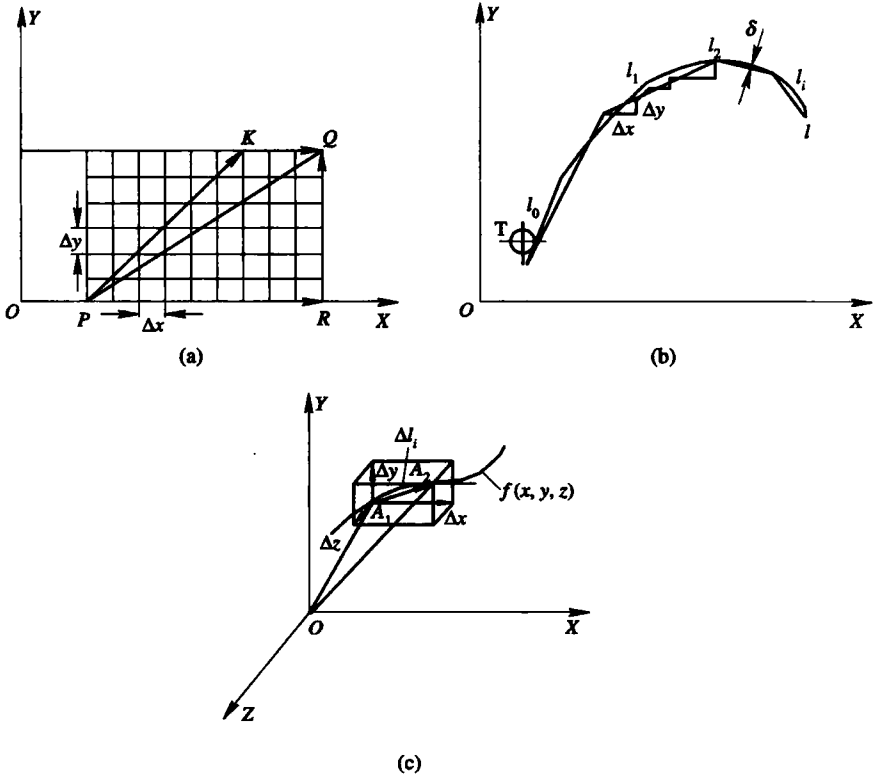 Y
K
Q
Δy
O
P
Δx
R
X
(a)
Y
δ
l₂
l₁
lᵢ
Δy
Δx
l
l₀
T
O
X
(b)
Y
Δlᵢ
Δy
A₂
f(x, y, z)
A₁
Δx
Δz
O
X
Z
(c)